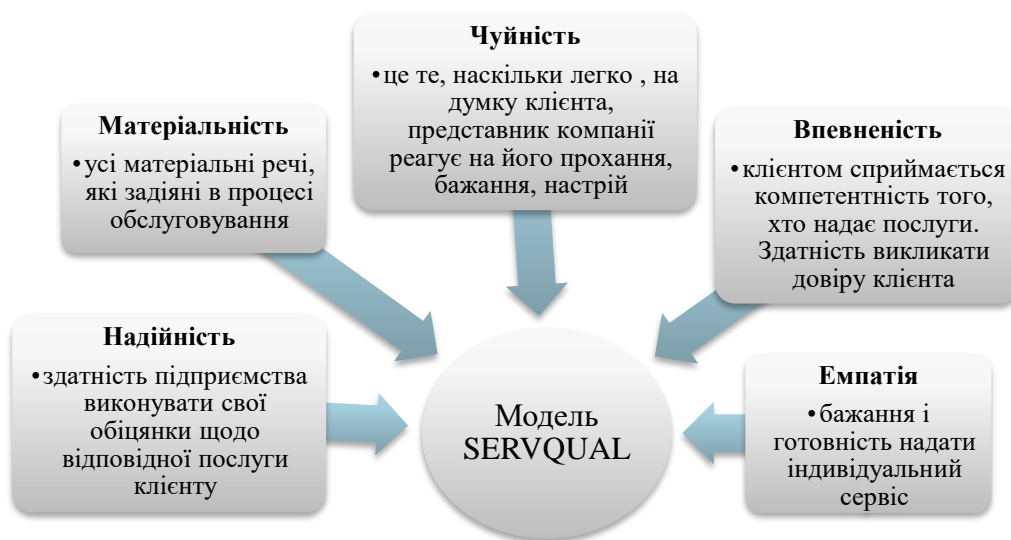 Чуйність
•це те, наскільки легко , на
думку клієнта,
представник компанії
реагує на його прохання,
бажання, настрій
Матеріальність
•усі матеріальні речі,
які задіяні в процесі
обслуговування
Впевненість
•клієнтом сприймається
компетентність того,
хто надає послуги.
Здатність викликати
довіру клієнта
Надійність
•здатність підприємства
виконувати свої
обіцянки щодо
відповідної послуги
клієнту
Емпатія
•бажання і
готовність надати
індивідуальний
сервіс
Модель
SERVQUAL